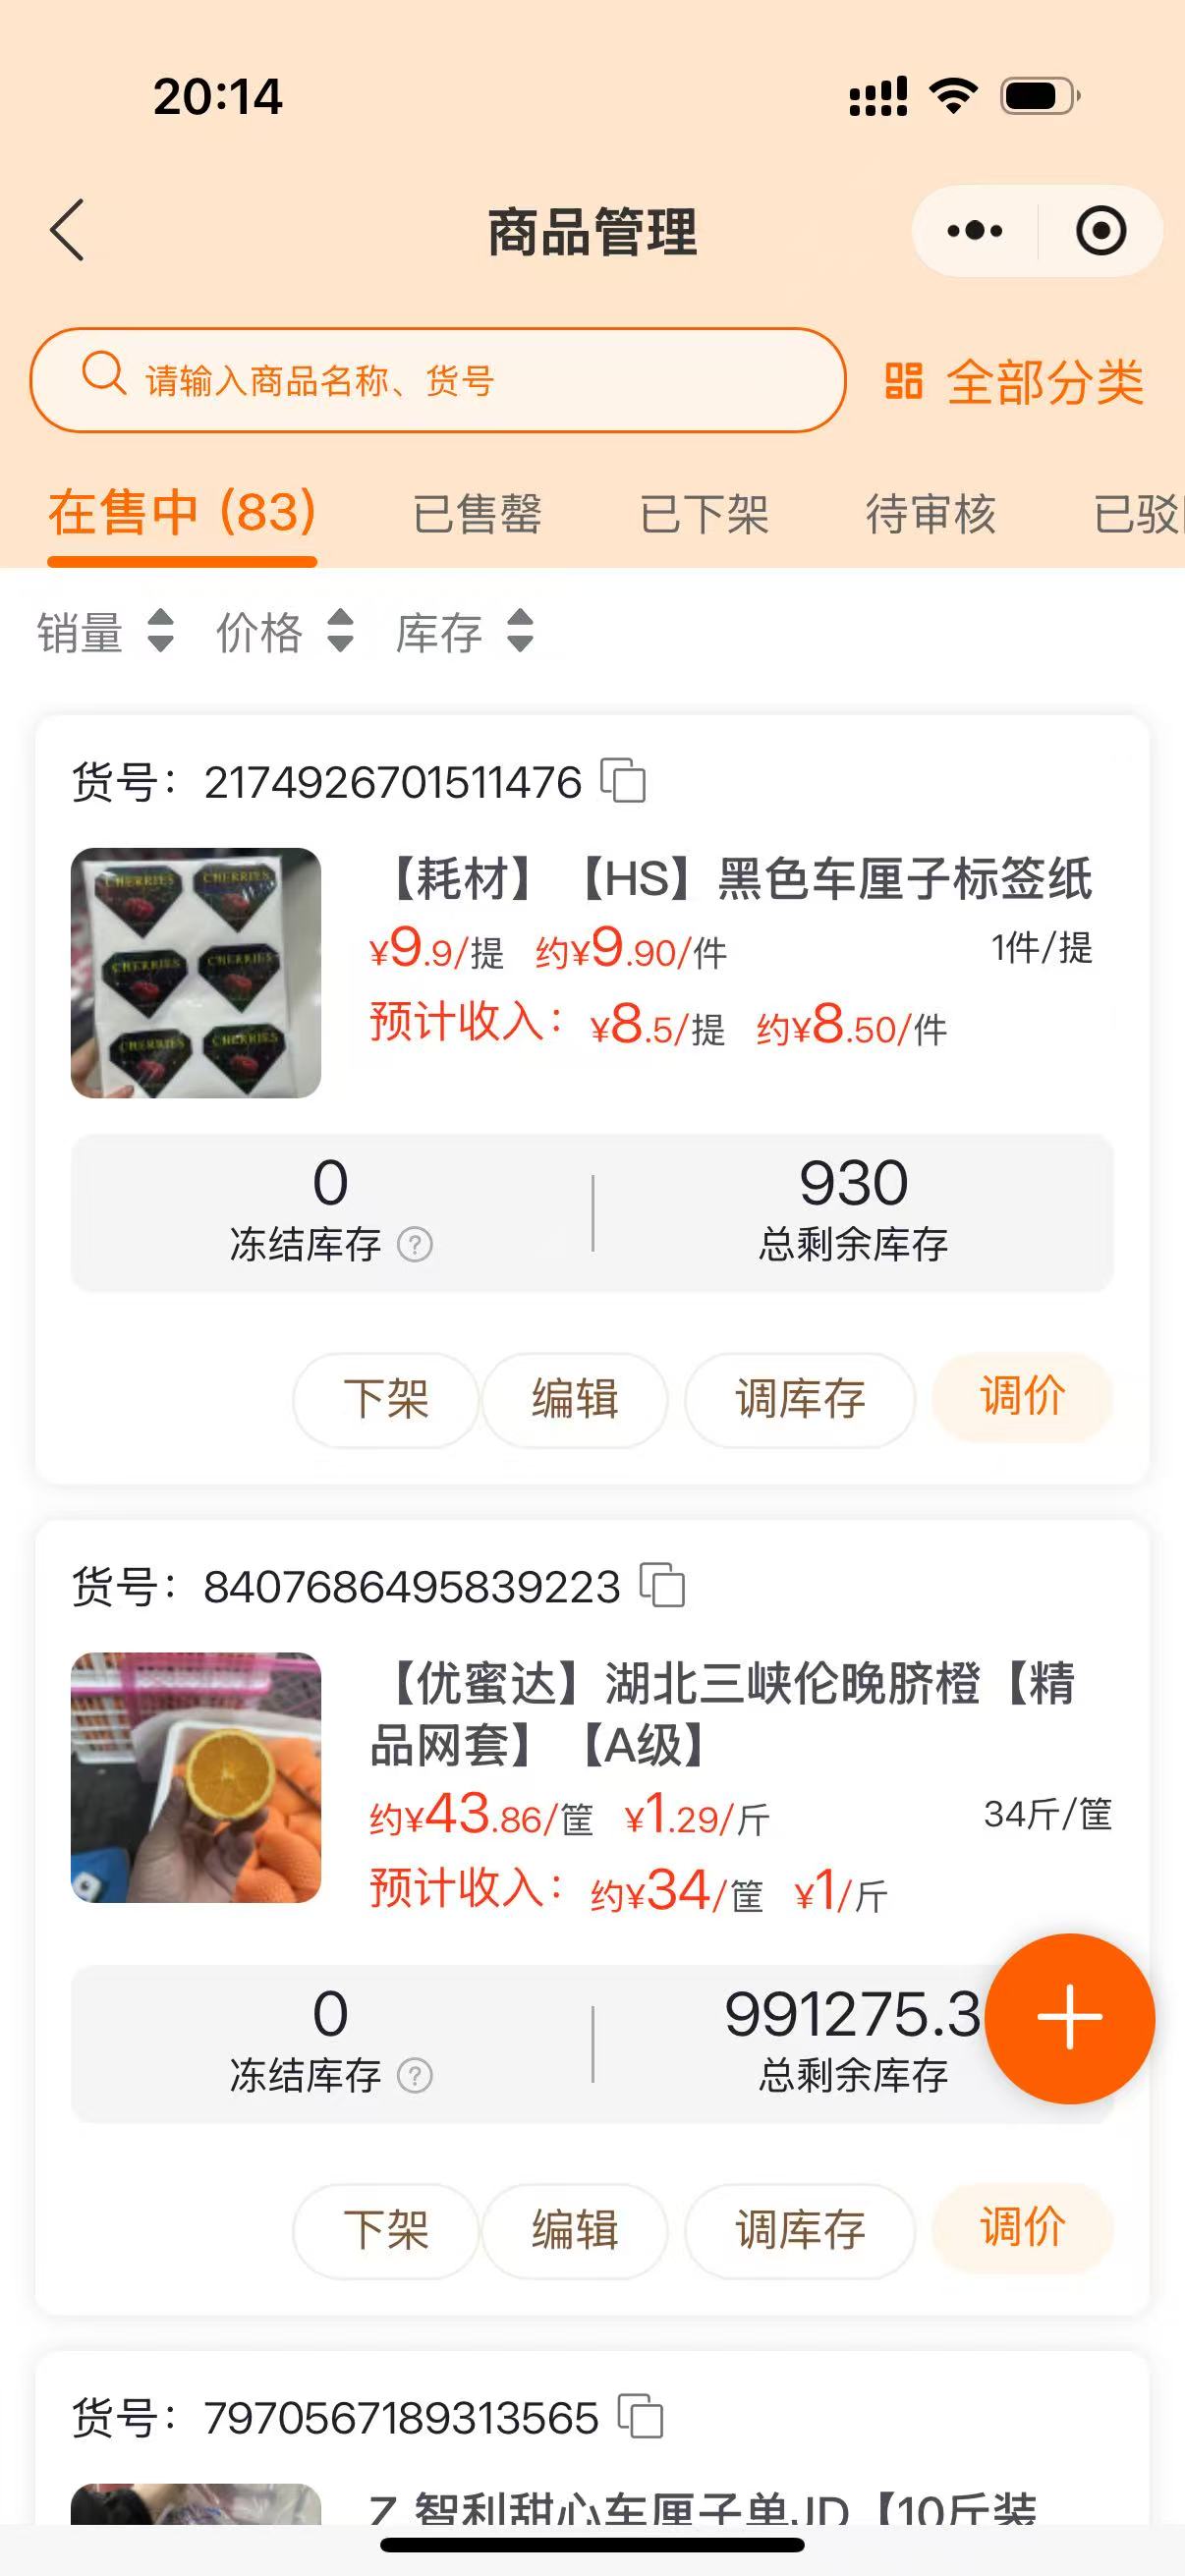 20:14
商品管理
请输入商品名称、货号
全部分类
在售中 (83)
已售罄
已下架
待审核
已驳
销量
价格
库存
货号： 2174926701511476
CHERRIES CHERRIES
CHERRIES CHERRIES
CHERRIES CHERRIES
【耗材】【HS】黑色车厘子标签纸
¥9.9/提 约¥9.90/件 1件/提
预计收入： ¥8.5/提 约¥8.50/件
0 930
冻结库存 ? 总剩余库存
下架 编辑 调库存 调价
货号： 8407686495839223
【优蜜达】湖北三峡伦晚脐橙【精
品网套】【A级】
约¥43.86/筐 ¥1.29/斤 34斤/筐
预计收入： 约¥34/筐 ¥1/斤
0 991275.3
冻结库存 ? 总剩余库存
下架 编辑 调库存 调价
货号： 7970567189313565
Z 智利甜心车厘子单JD【10斤装